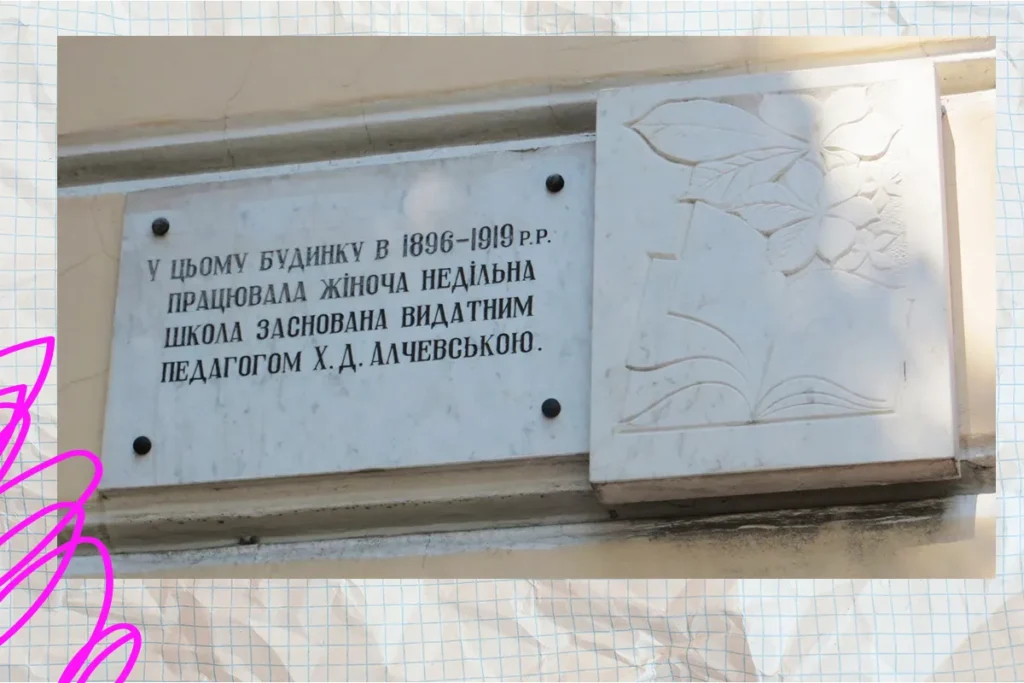 У ЦЬОМУ БУДИНКУ В 1896–1919 Р.Р.
ПРАЦЮВАЛА ЖІНОЧА НЕДІЛЬНА
ШКОЛА ЗАСНОВАНА ВИДАТНИМ
ПЕДАГОГОМ Х.Д. АЛЧЕВСЬКОЮ.